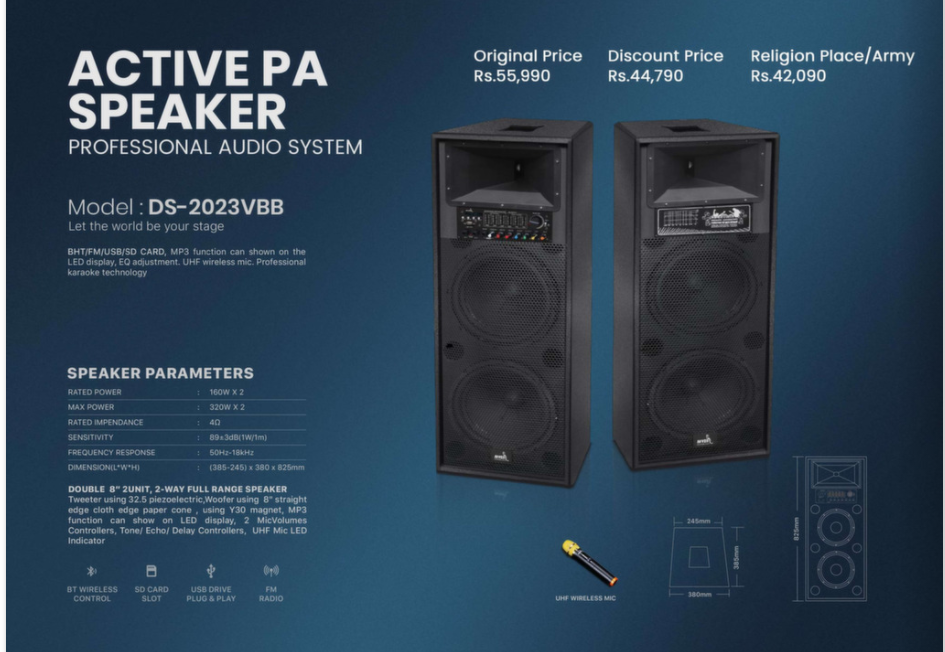 ACTIVE PA
SPEAKER
PROFESSIONAL AUDIO SYSTEM
Original Price
Rs.55,990
Discount Price
Rs.44,790
Religion Place/Army
Rs.42,090
Model : DS-2023VBB
Let the world be your stage
BHT/FM/USB/SD CARD, MP3 function can shown on the
LED display, EQ adjustment. UHF wireless mic. Professional
karaoke technology
SPEAKER PARAMETERS
RATED POWER : 160W X 2
MAX POWER : 320W X 2
RATED IMPENDANCE : 4Ω
SENSITIVITY : 89±3dB(1W/1m)
FREQUENCY RESPONSE : 50Hz-18kHz
DIMENSION(L*W*H) : (385-245) x 380 x 825mm
DOUBLE 8" 2UNIT, 2-WAY FULL RANGE SPEAKER
Tweeter using 32.5 piezoelectric,Woofer using 8" straight
edge cloth edge paper cone , using Y30 magnet, MP3
function can show on LED display, 2 MicVolumes
Controllers, Tone/ Echo/ Delay Controllers, UHF Mic LED
Indicator
BT WIRELESS
CONTROL
SD CARD
SLOT
USB DRIVE
PLUG & PLAY
FM
RADIO
UHF WIRELESS MIC
345mm
385mm
380mm
825mm